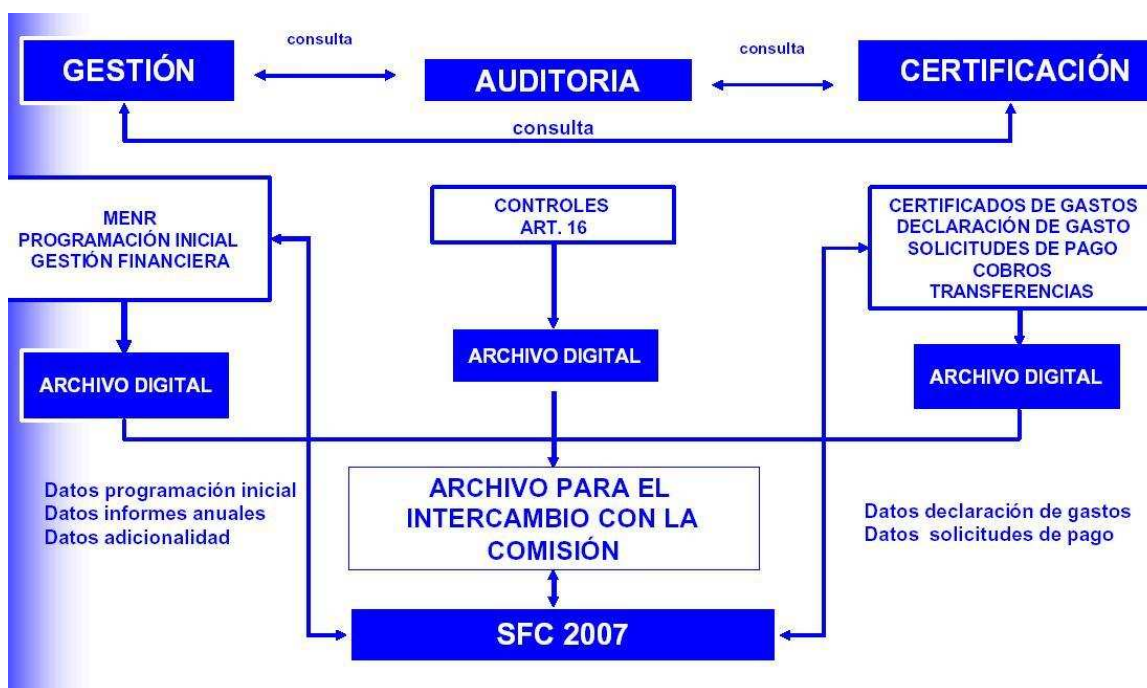 consulta
consulta
GESTIÓN
AUDITORIA
CERTIFICACIÓN
consulta
MENR
PROGRAMACIÓN INICIAL
GESTIÓN FINANCIERA
CONTROLES
ART. 16
CERTIFICADOS DE GASTOS
DECLARACIÓN DE GASTO
SOLICITUDES DE PAGO
COBROS
TRANSFERENCIAS
ARCHIVO DIGITAL
ARCHIVO DIGITAL
ARCHIVO DIGITAL
Datos programación inicial
Datos informes anuales
Datos adicionalidad
ARCHIVO PARA EL
INTERCAMBIO CON LA
COMISIÓN
Datos declaración de gastos
Datos solicitudes de pago
SFC 2007